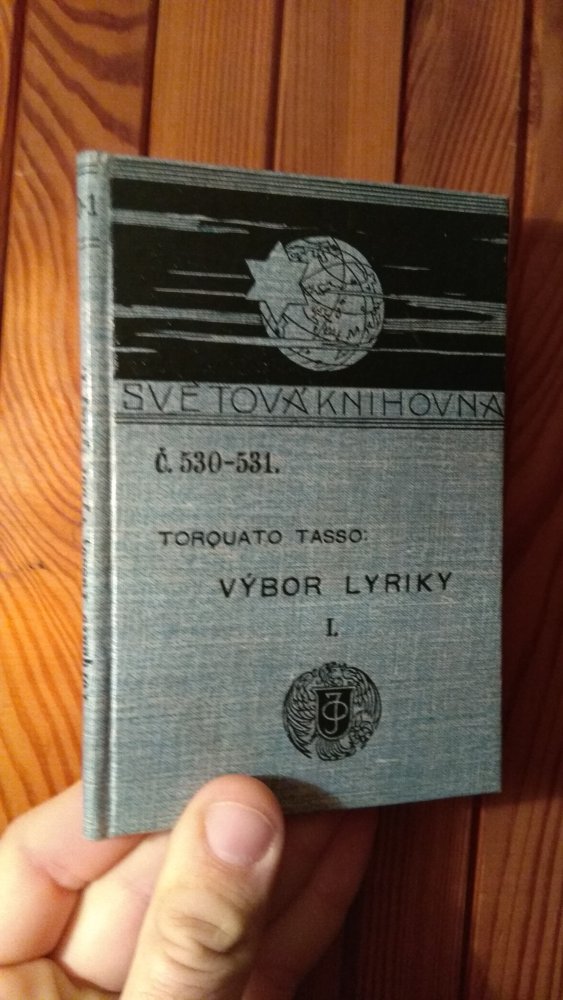 SVĚTOVÁ KNIHOVNA
Č. 530-531.
TORQUATO TASSO:
VÝBOR LYRIKY
I.